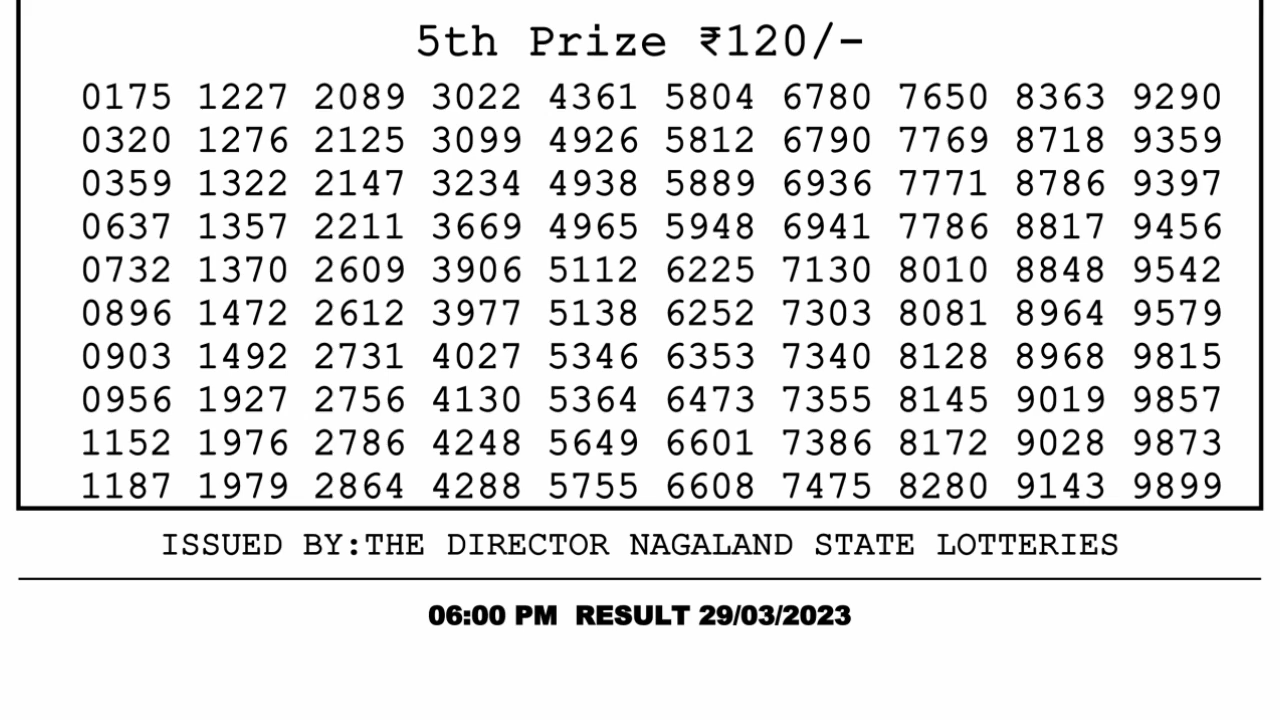 5th Prize ₹120/-
0175 1227 2089 3022 4361 5804 6780 7650 8363 9290
0320 1276 2125 3099 4926 5812 6790 7769 8718 9359
0359 1322 2147 3234 4938 5889 6936 7771 8786 9397
0637 1357 2211 3669 4965 5948 6941 7786 8817 9456
0732 1370 2609 3906 5112 6225 7130 8010 8848 9542
0896 1472 2612 3977 5138 6252 7303 8081 8964 9579
0903 1492 2731 4027 5346 6353 7340 8128 8968 9815
0956 1927 2756 4130 5364 6473 7355 8145 9019 9857
1152 1976 2786 4248 5649 6601 7386 8172 9028 9873
1187 1979 2864 4288 5755 6608 7475 8280 9143 9899
ISSUED BY:THE DIRECTOR NAGALAND STATE LOTTERIES
06:00 PM RESULT 29/03/2023